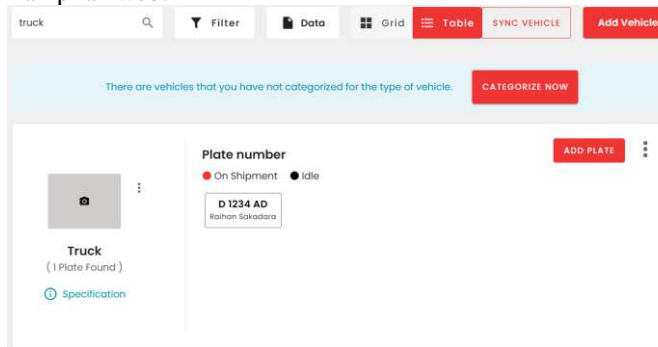 truck
Filter
Data
Grid
Table
SYNC VEHICLE
Add Vehicle
There are vehicles that you have not categorized for the type of vehicle.
CATEGORIZE NOW
Plate number
ADD PLATE
On Shipment
Idle
D 1234 AD
Raihan Sakadara
Truck
( 1 Plate Found )
Specification